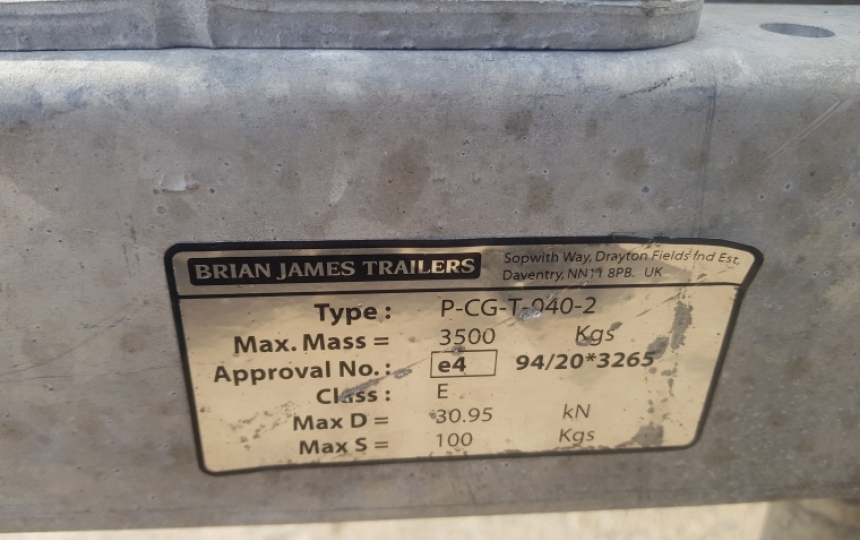 BRIAN JAMES TRAILERS
Sopwith Way, Drayton Fields Ind Est,
Daventry, NN11 8PB. UK
Type : P-CG-T-040-2
Max. Mass = 3500 Kgs
Approval No. : e4 94/20*3265
Class : E
Max D = 30.95 kN
Max S = 100 Kgs